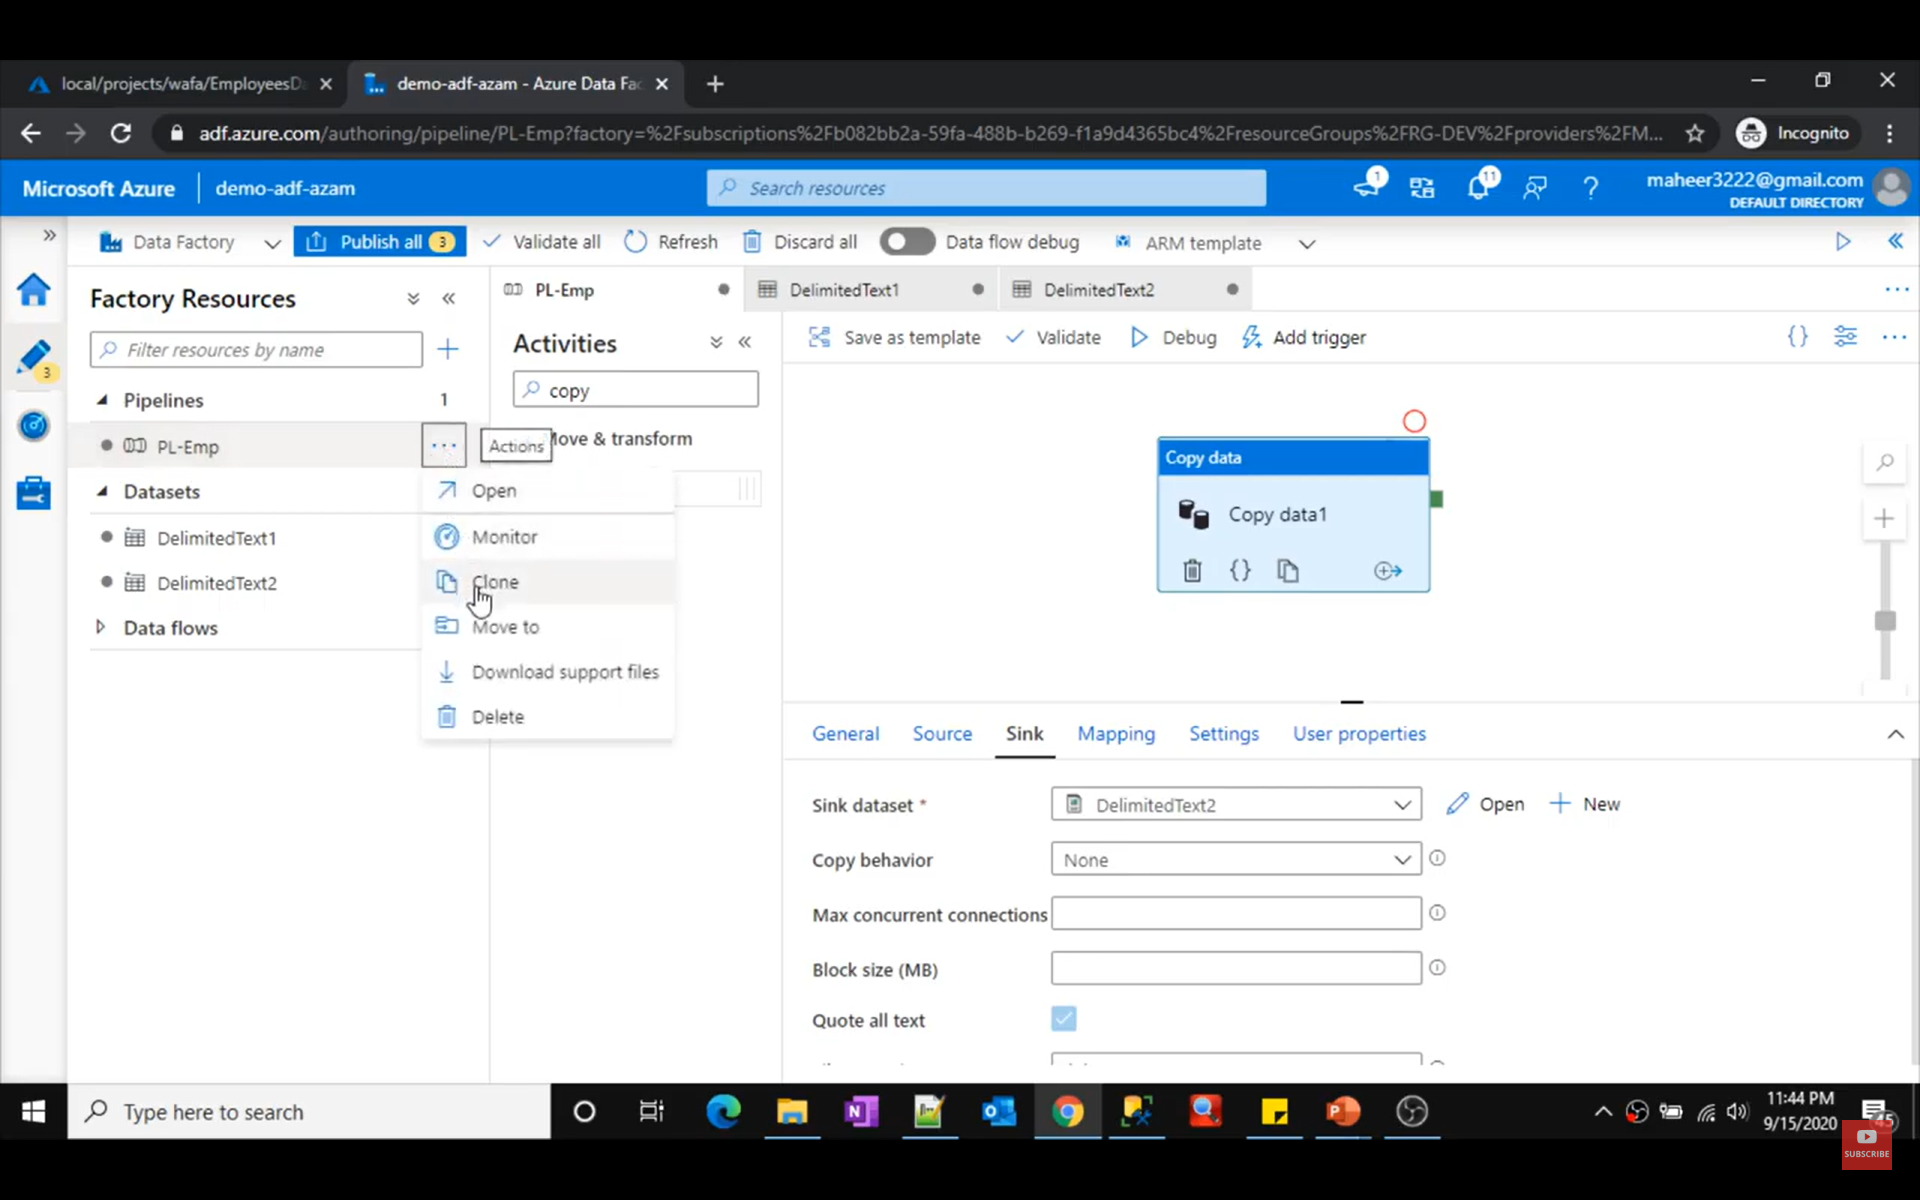 local/projects/wafa/EmployeesDa
demo-adf-azam - Azure Data Fac
adf.azure.com/authoring/pipeline/PL-Emp?factory=%2Fsubscriptions%2Fb082bb2a-59fa-488b-b269-f1a9d4365bc4%2FresourceGroups%2FRG-DEV%2Fproviders%2FM...
Incognito
Microsoft Azure
demo-adf-azam
Search resources
1
11
maheer3222@gmail.com
DEFAULT DIRECTORY
Data Factory
Publish all 3
Validate all
Refresh
Discard all
Data flow debug
ARM template
3
Factory Resources
Filter resources by name
Pipelines 1
PL-Emp
Datasets
DelimitedText1
DelimitedText2
Data flows
Actions
Open
Monitor
Clone
Move to
Download support files
Delete
PL-Emp
DelimitedText1
DelimitedText2
Activities
copy
Move & transform
Save as template
Validate
Debug
Add trigger
Copy data
Copy data1
General
Source
Sink
Mapping
Settings
User properties
Sink dataset *
DelimitedText2
Open
New
Copy behavior
None
Max concurrent connections
Block size (MB)
Quote all text
Type here to search
11:44 PM
9/15/2020
45
SUBSCRIBE